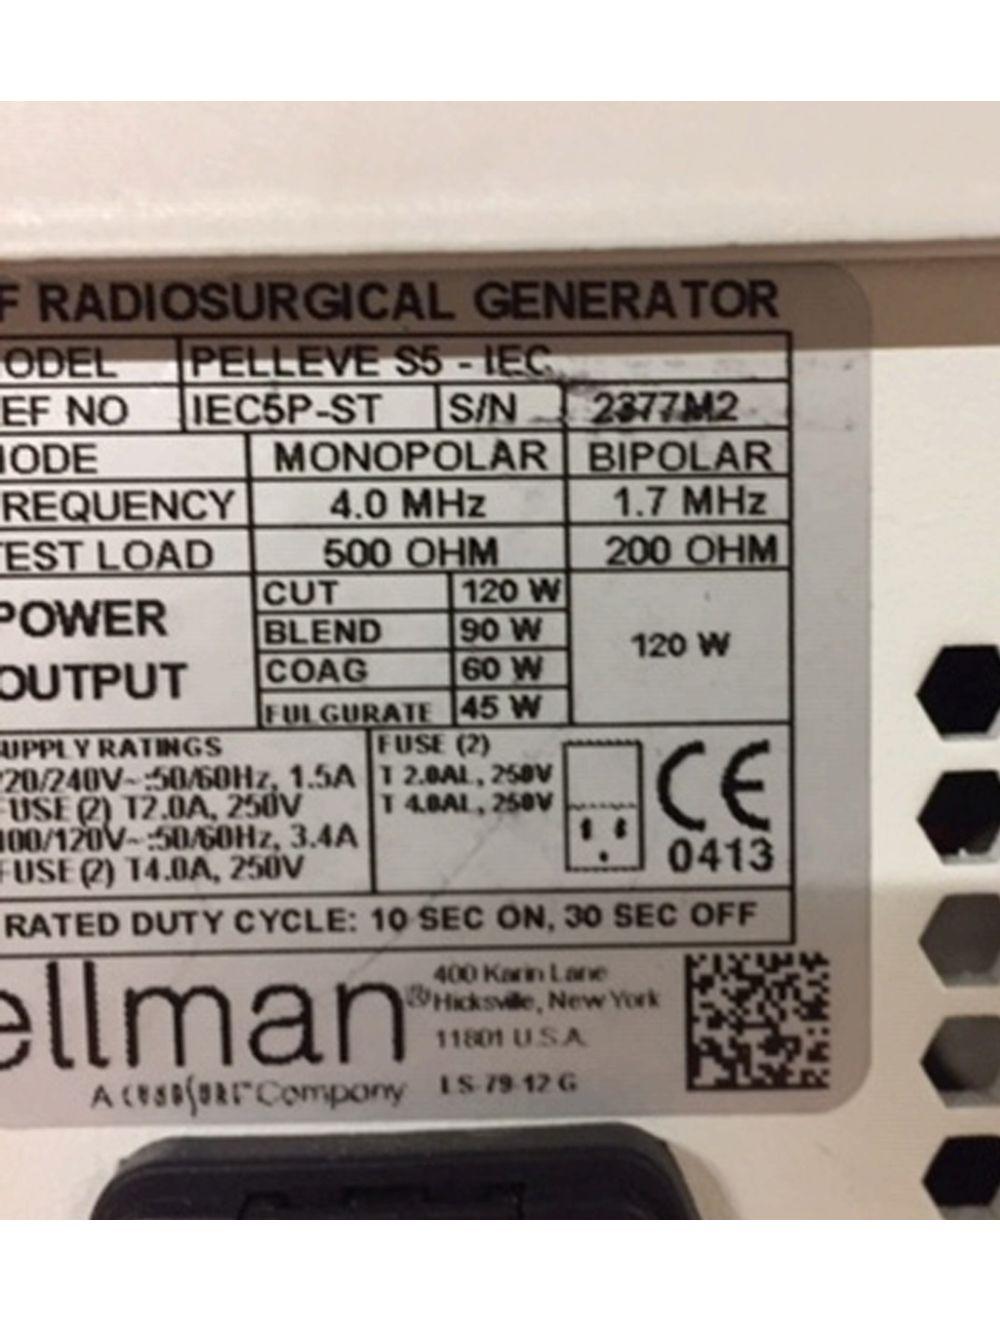 F RADIOSURGICAL GENERATOR
ODEL PELLEVE S5 - IEC
EF NO IEC5P-ST S/N 2377M2
ODE MONOPOLAR BIPOLAR
REQUENCY 4.0 MHz 1.7 MHz
TEST LOAD 500 OHM 200 OHM
POWER OUTPUT
CUT 120 W
BLEND 90 W
COAG 60 W
FULGURATE 45 W
120 W
UPPLY RATINGS
220/240V~:50/60Hz, 1.5A
FUSE (2) T2.0A, 250V
100/120V~:50/60Hz, 3.4A
FUSE (2) T4.0A, 250V
FUSE (2)
T 2.0AL, 250V
T 4.0AL, 250V
CE
0413
RATED DUTY CYCLE: 10 SEC ON, 30 SEC OFF
ellman®
400 Karin Lane
Hicksville, New York
11801 U.S.A.
A Company
LS-79-12 G